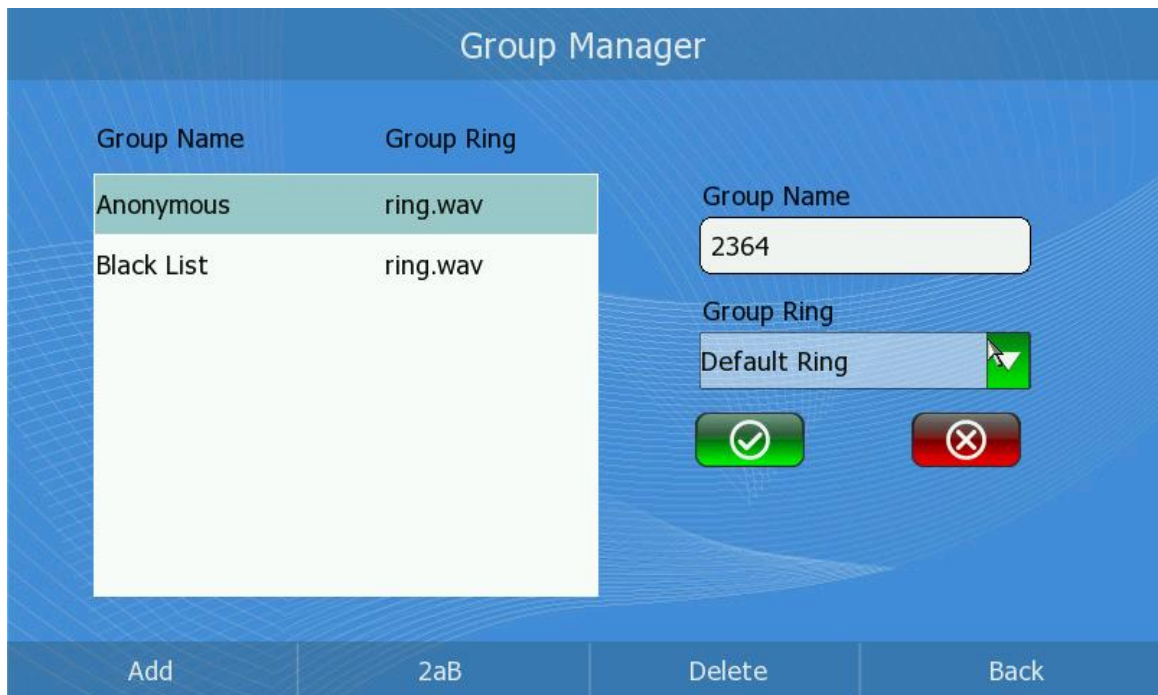 Group Manager
Group Name Group Ring
Anonymous ring.wav
Black List ring.wav
Group Name
2364
Group Ring
Default Ring
Add 2aB Delete Back